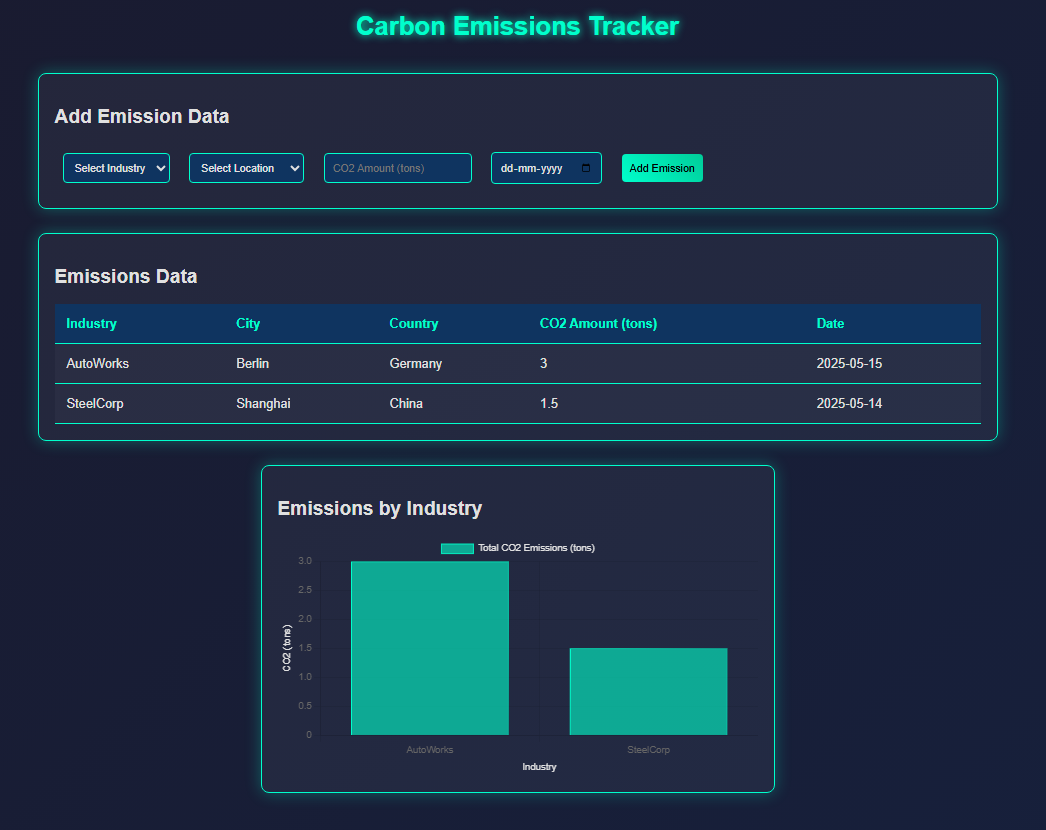 Carbon Emissions Tracker
Add Emission Data
Select Industry Select Location CO2 Amount (tons) dd-mm-yyyy Add Emission
Emissions Data
Industry City Country CO2 Amount (tons) Date
AutoWorks Berlin Germany 3 2025-05-15
SteelCorp Shanghai China 1.5 2025-05-14
Emissions by Industry
Total CO2 Emissions (tons)
3.0
2.5
2.0
1.5
1.0
0.5
0
CO2 (tons)
AutoWorks SteelCorp
Industry